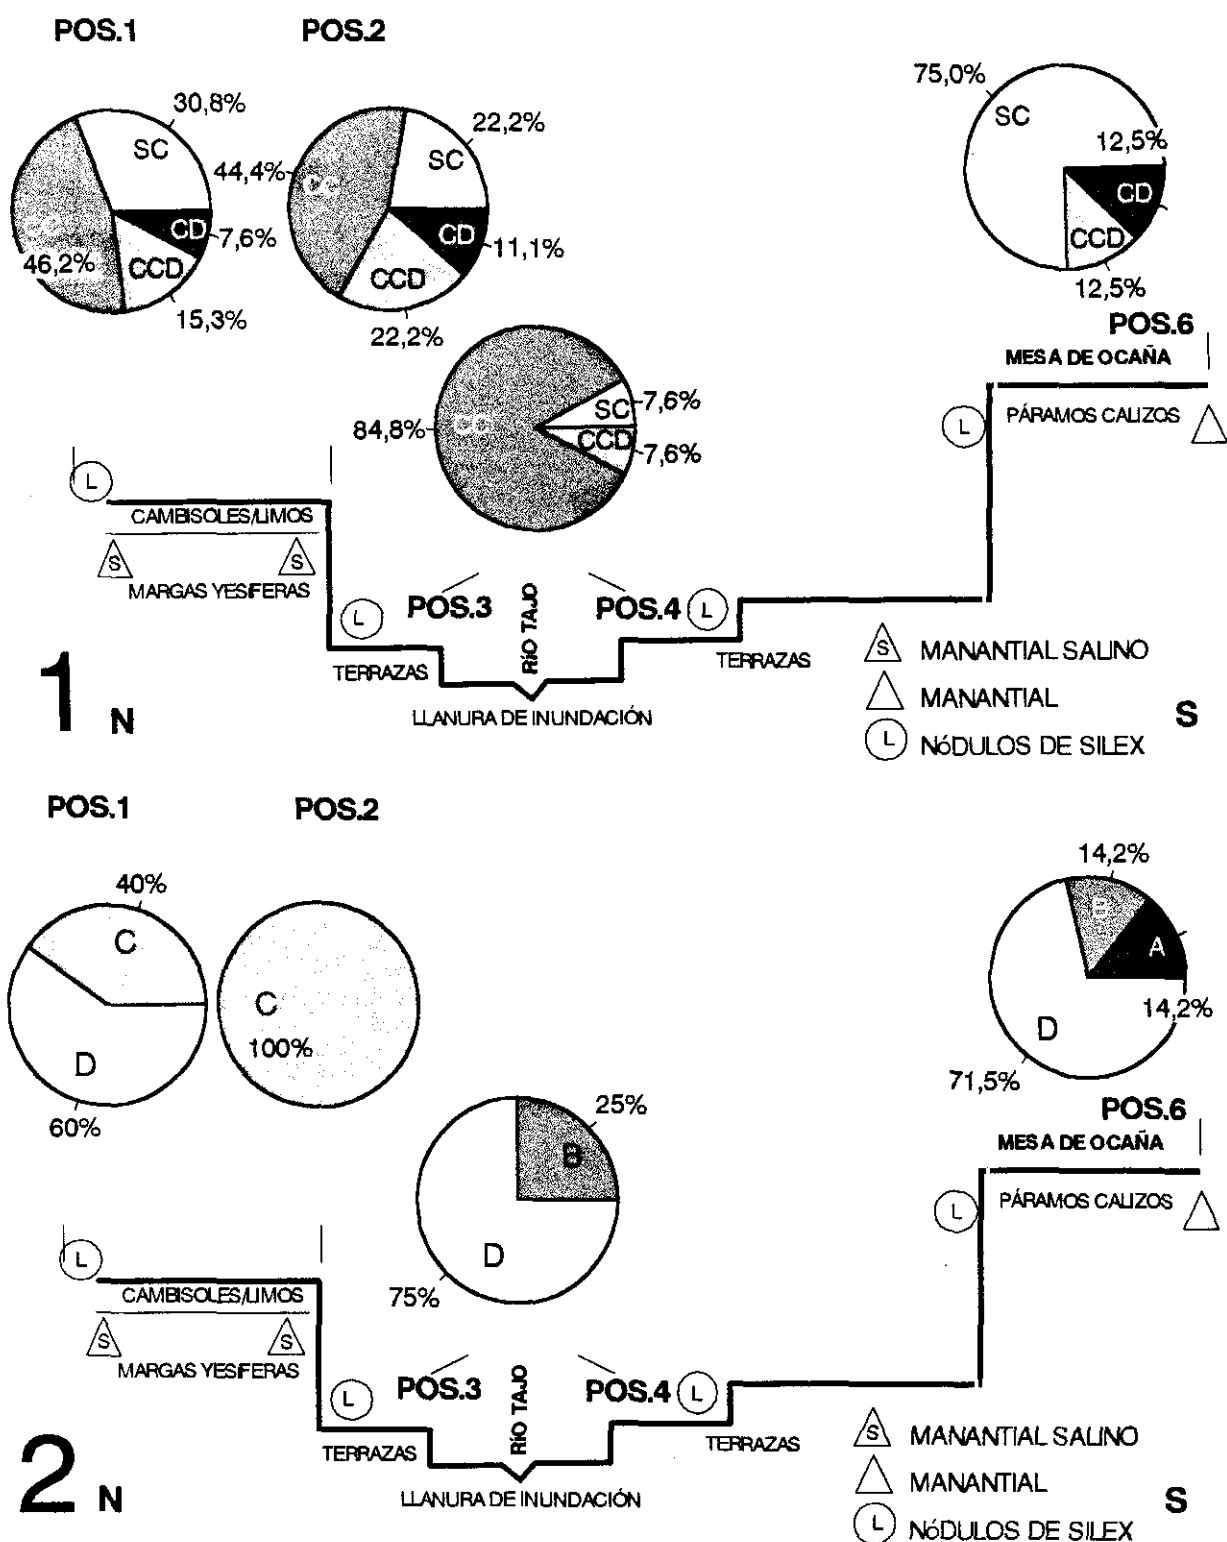 POS.1
POS.2
30,8%
SC
46,2%
CD
7,6%
CCD
15,3%
22,2%
SC
44,4%
CC
CD
11,1%
CCD
22,2%
75,0%
SC
12,5%
CD
CCD
12,5%
POS.6
MESA DE OCAÑA
PÁRAMOS CALIZOS
L
84,8%
CC
SC
7,6%
CCD
7,6%
L
CAMBISOLES/LIMOS
S
S
MARGAS YESIFERAS
L
POS.3
RÍO TAJO
POS.4
L
TERRAZAS
TERRAZAS
LLANURA DE INUNDACIÓN
1 N
S
S MANANTIAL SALINO
MANANTIAL
L NóDULOS DE SILEX
POS.1
POS.2
40%
C
D
60%
C
100%
14,2%
B
A
14,2%
D
71,5%
POS.6
MESA DE OCAÑA
PÁRAMOS CALIZOS
L
25%
B
D
75%
L
CAMBISOLES/LIMOS
S
S
MARGAS YESIFERAS
L
POS.3
RÍO TAJO
POS.4
L
TERRAZAS
TERRAZAS
LLANURA DE INUNDACIÓN
2 N
S
S MANANTIAL SALINO
MANANTIAL
L NóDULOS DE SILEX